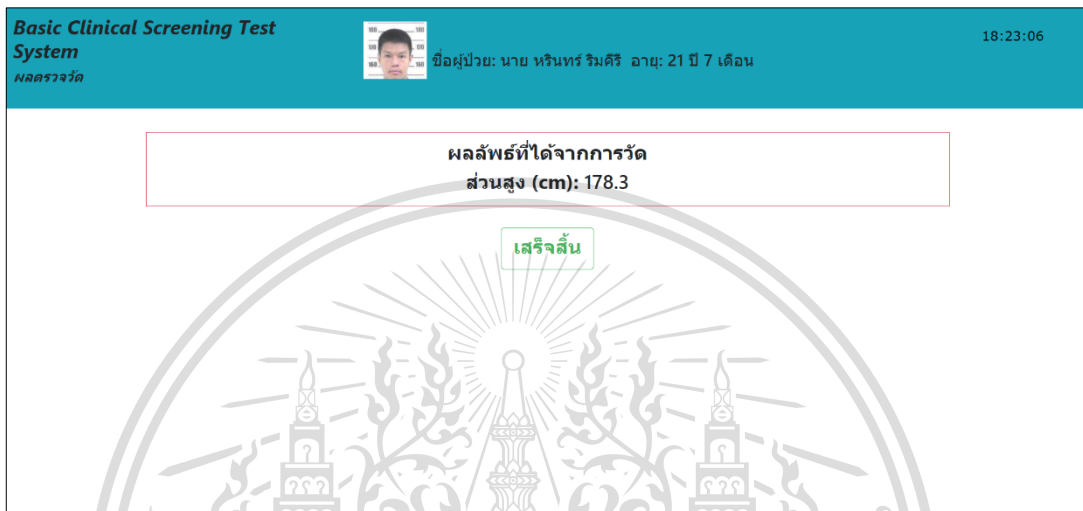 Basic Clinical Screening Test
System
ผลตรวจวัด
ชื่อผู้ป่วย: นาย หรินทร์ ริมคีรี อายุ: 21 ปี 7 เดือน
18:23:06
ผลลัพธ์ที่ได้จากการวัด
ส่วนสูง (cm): 178.3
เสร็จสิ้น